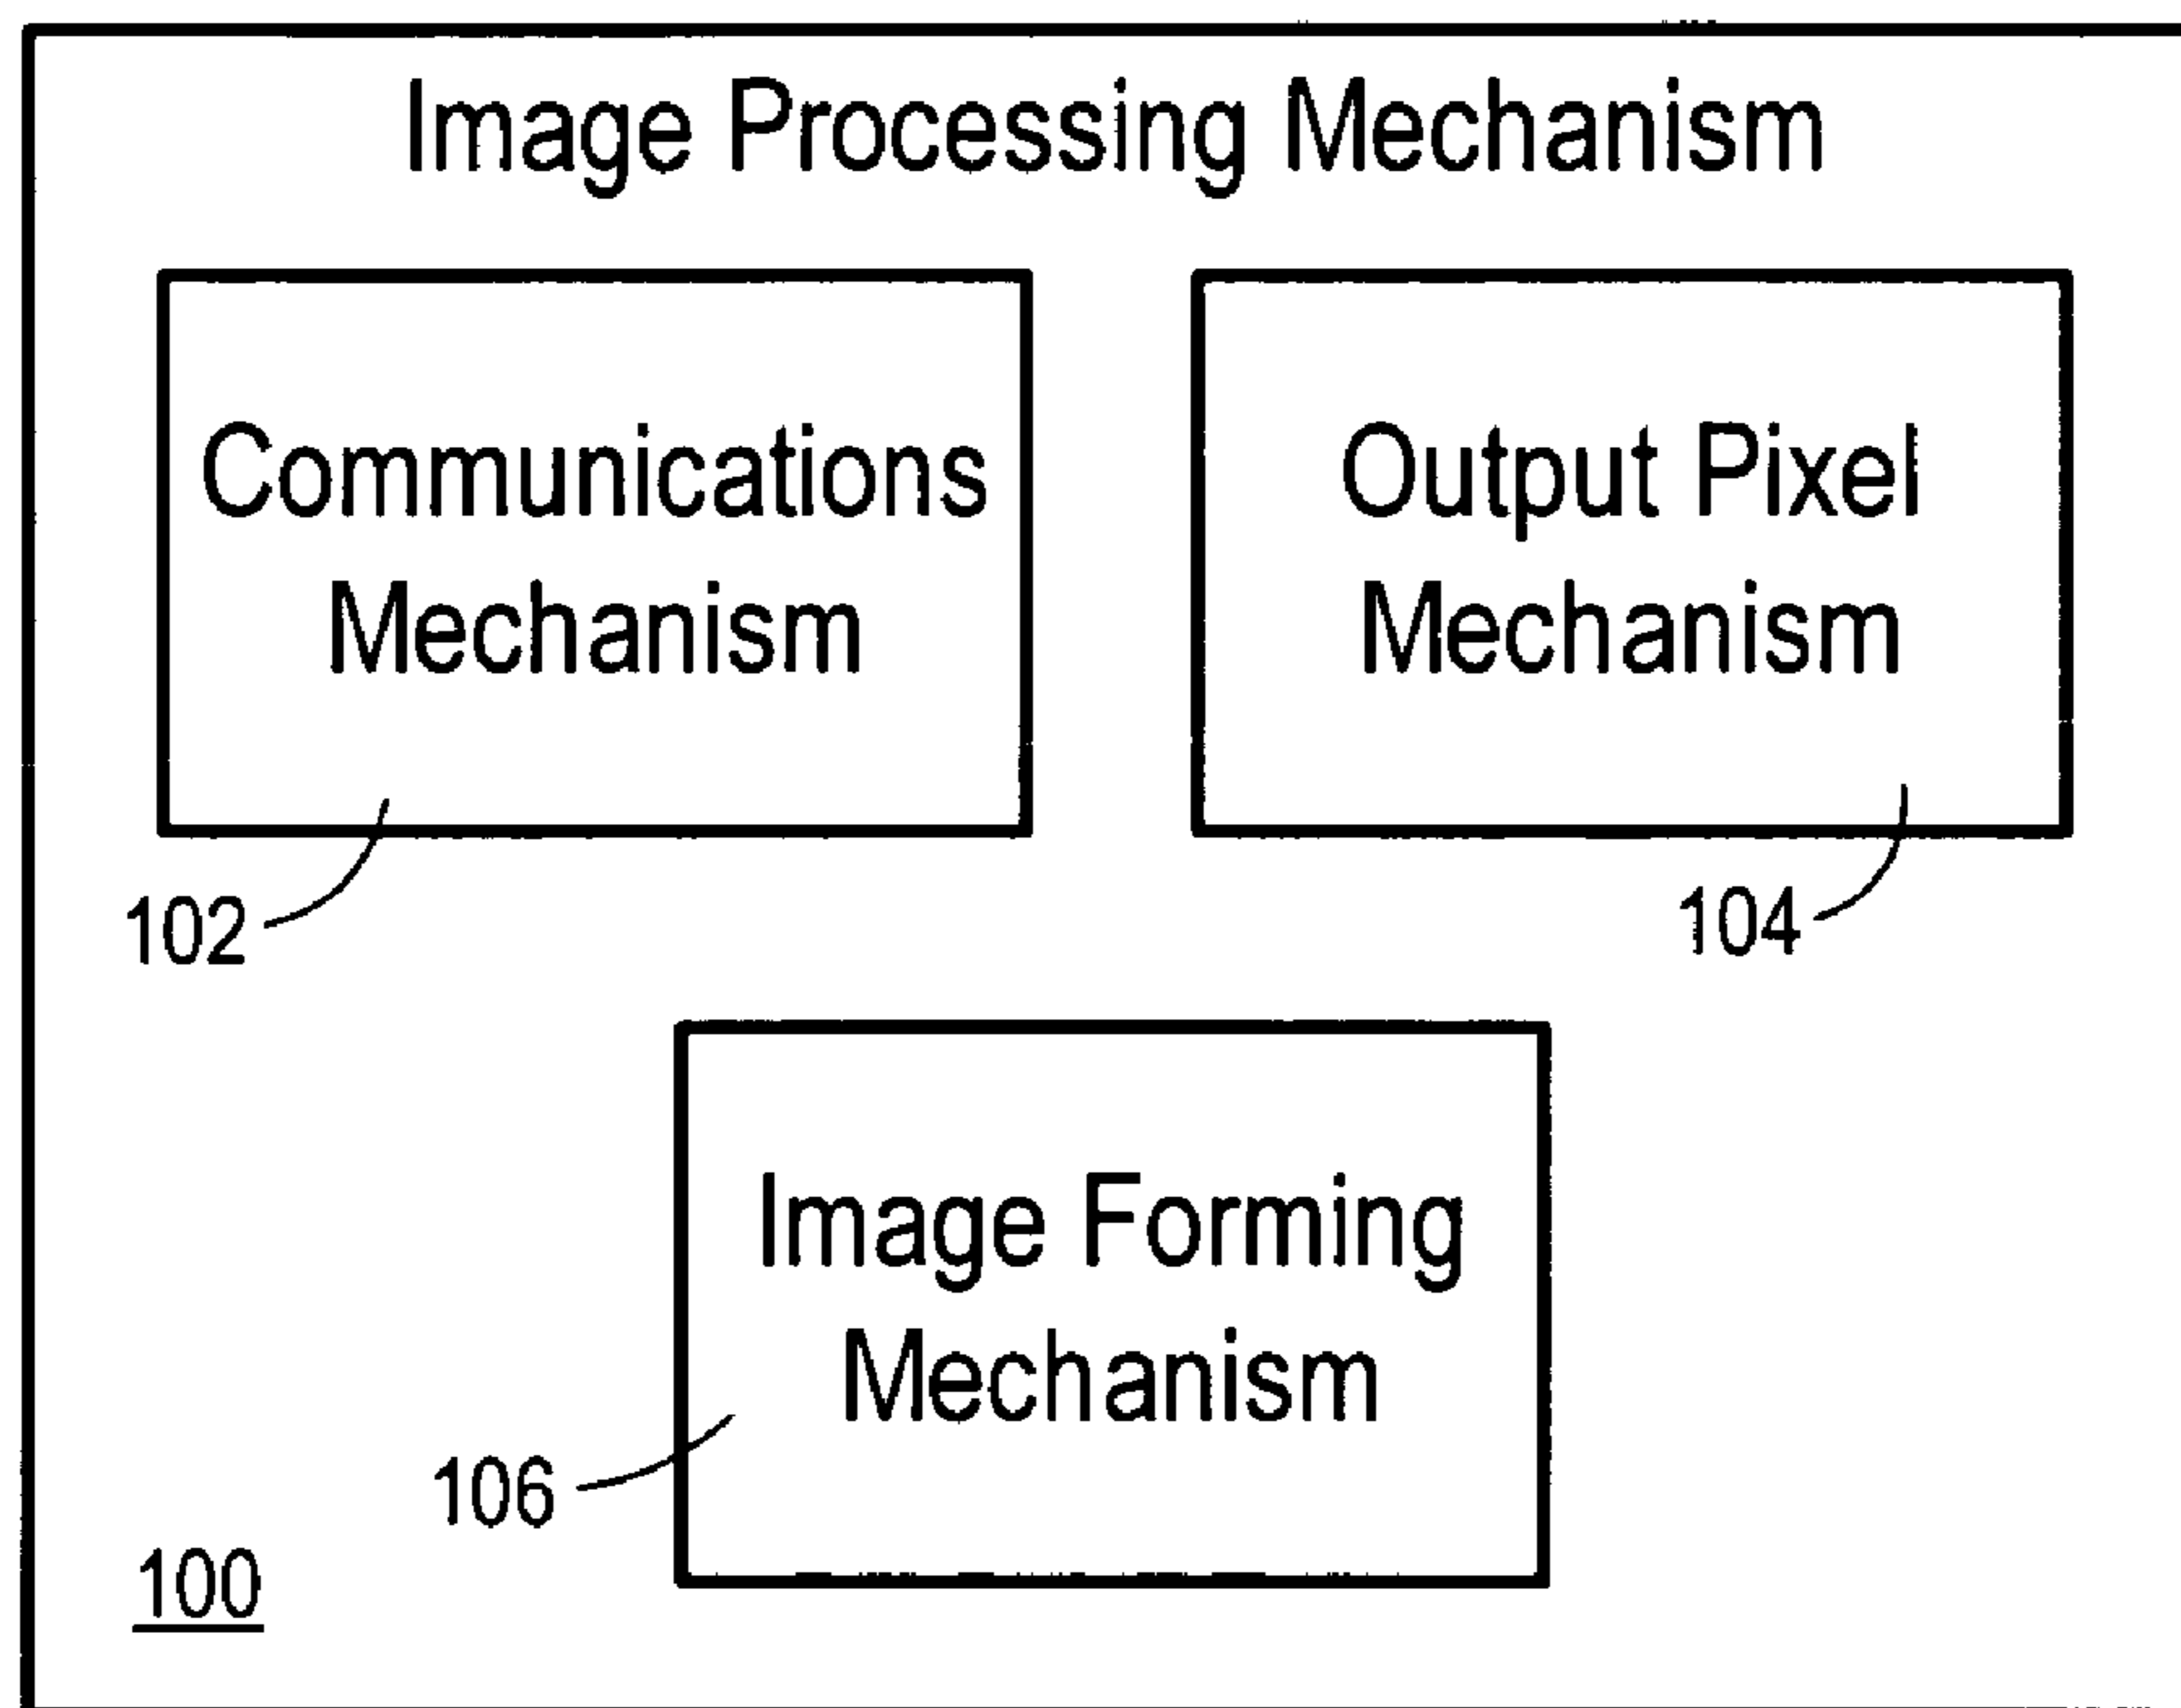 Image Processing Mechanism
Communications
Mechanism
Output Pixel
Mechanism
102
104
Image Forming
Mechanism
106
100